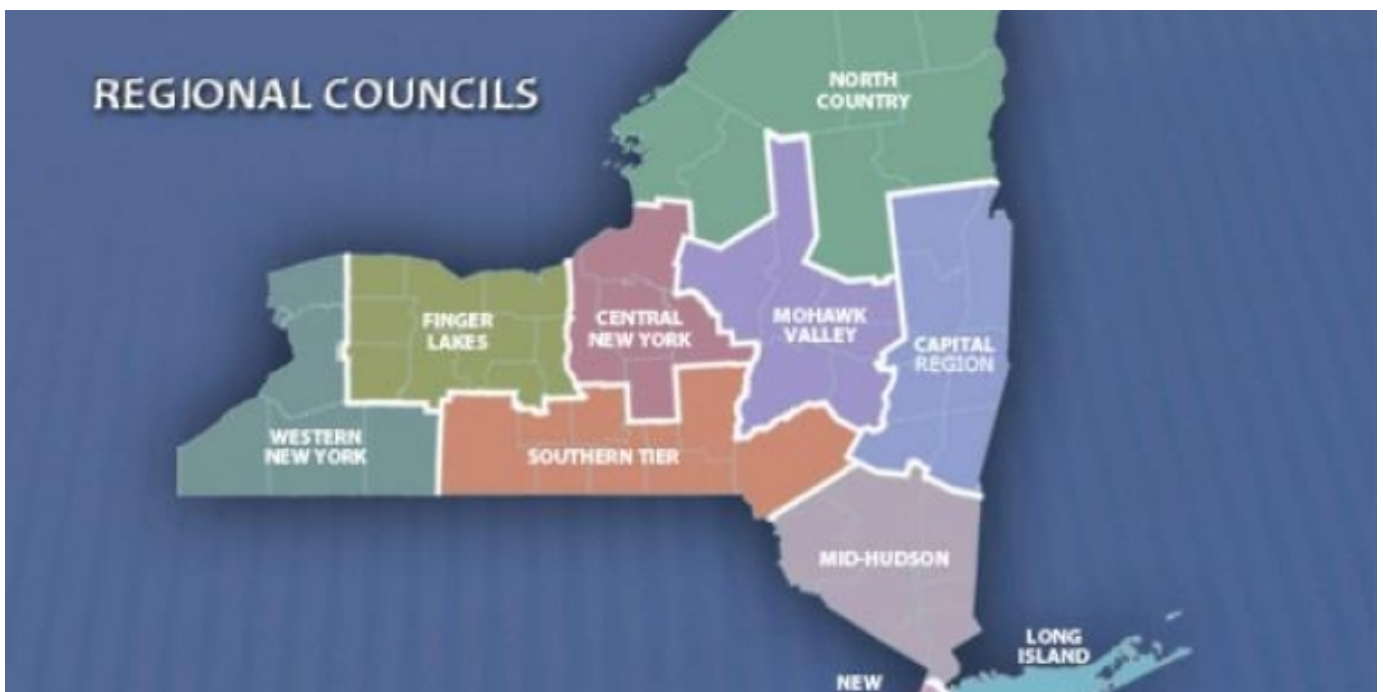 REGIONAL COUNCILS
NORTH
COUNTRY
FINGER
LAKES
CENTRAL
NEW YORK
MOHAWK
VALLEY
CAPITAL
REGION
WESTERN
NEW YORK
SOUTHERN TIER
MID-HUDSON
LONG
ISLAND
NEW